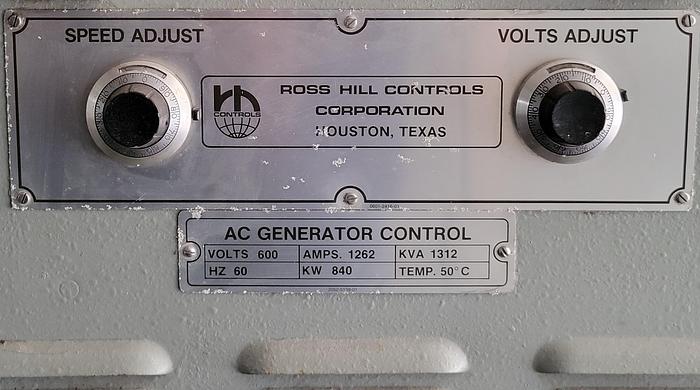 SPEED ADJUST
VOLTS ADJUST
CONTROLS
ROSS HILL CONTROLS
CORPORATION
HOUSTON, TEXAS
AC GENERATOR CONTROL
VOLTS 600 AMPS. 1262 KVA 1312
HZ 60 KW 840 TEMP. 50°C